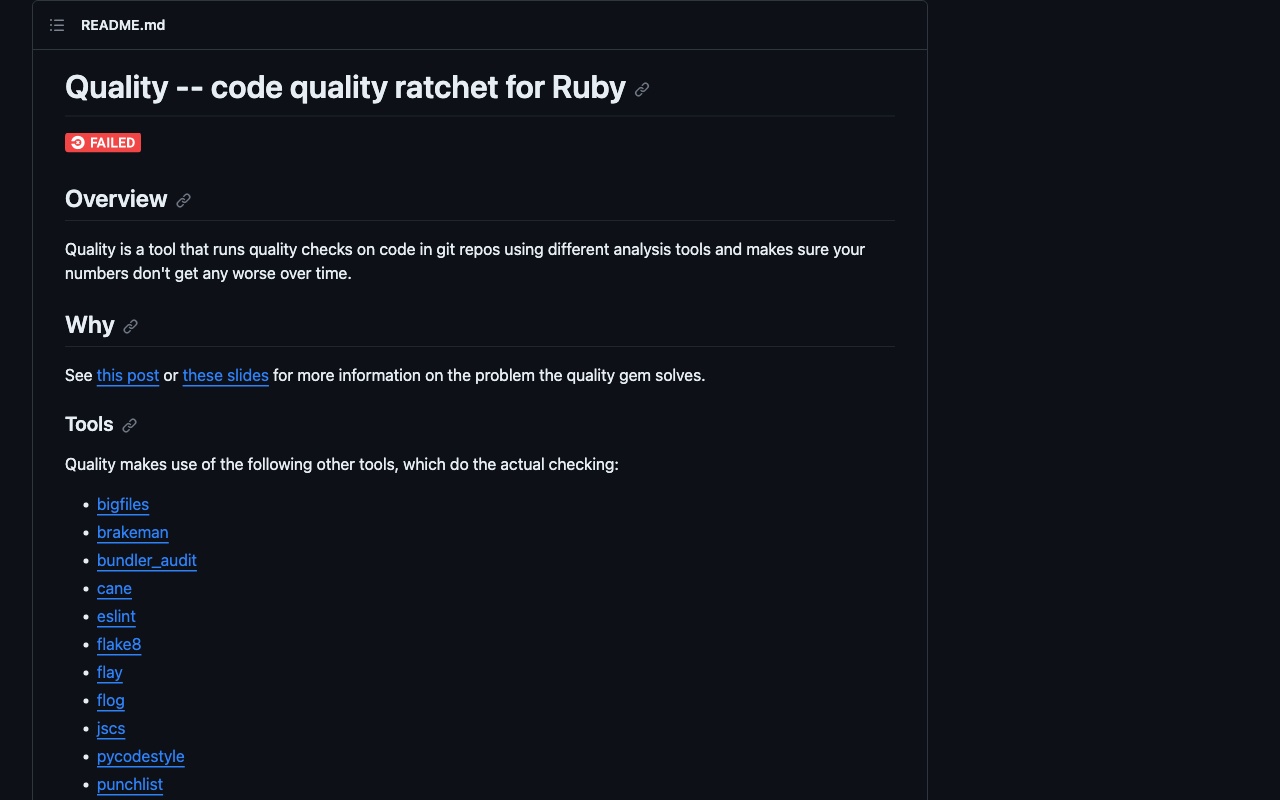 README.md
Quality -- code quality ratchet for Ruby
FAILED
Overview
Quality is a tool that runs quality checks on code in git repos using different analysis tools and makes sure your
numbers don't get any worse over time.
Why
See this post or these slides for more information on the problem the quality gem solves.
Tools
Quality makes use of the following other tools, which do the actual checking:
• bigfiles
• brakeman
• bundler_audit
• cane
• eslint
• flake8
• flay
• flog
• jscs
• pycodestyle
• punchlist